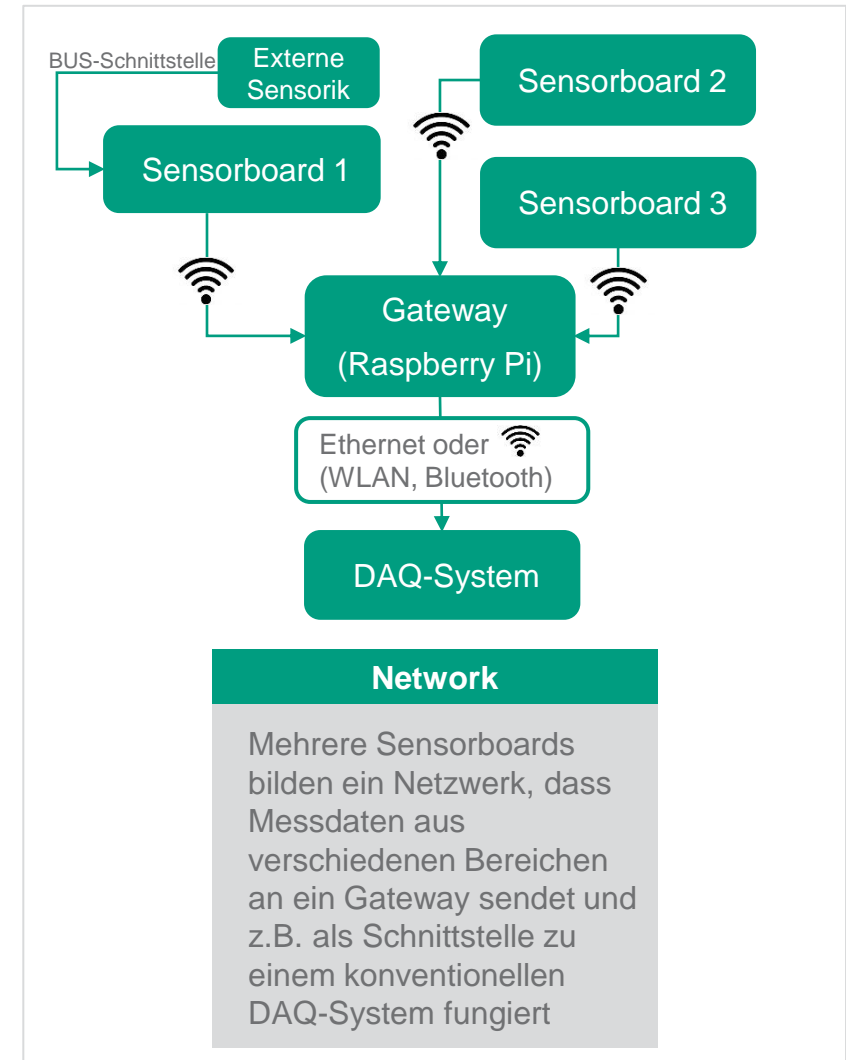 BUS-Schnittstelle
Externe
Sensorik
Sensorboard 2
Sensorboard 1
Sensorboard 3
Gateway
(Raspberry Pi)
Ethernet oder
(WLAN, Bluetooth)
DAQ-System
Network
Mehrere Sensorboards
bilden ein Netzwerk, dass
Messdaten aus
verschiedenen Bereichen
an ein Gateway sendet und
z.B. als Schnittstelle zu
einem konventionellen
DAQ-System fungiert